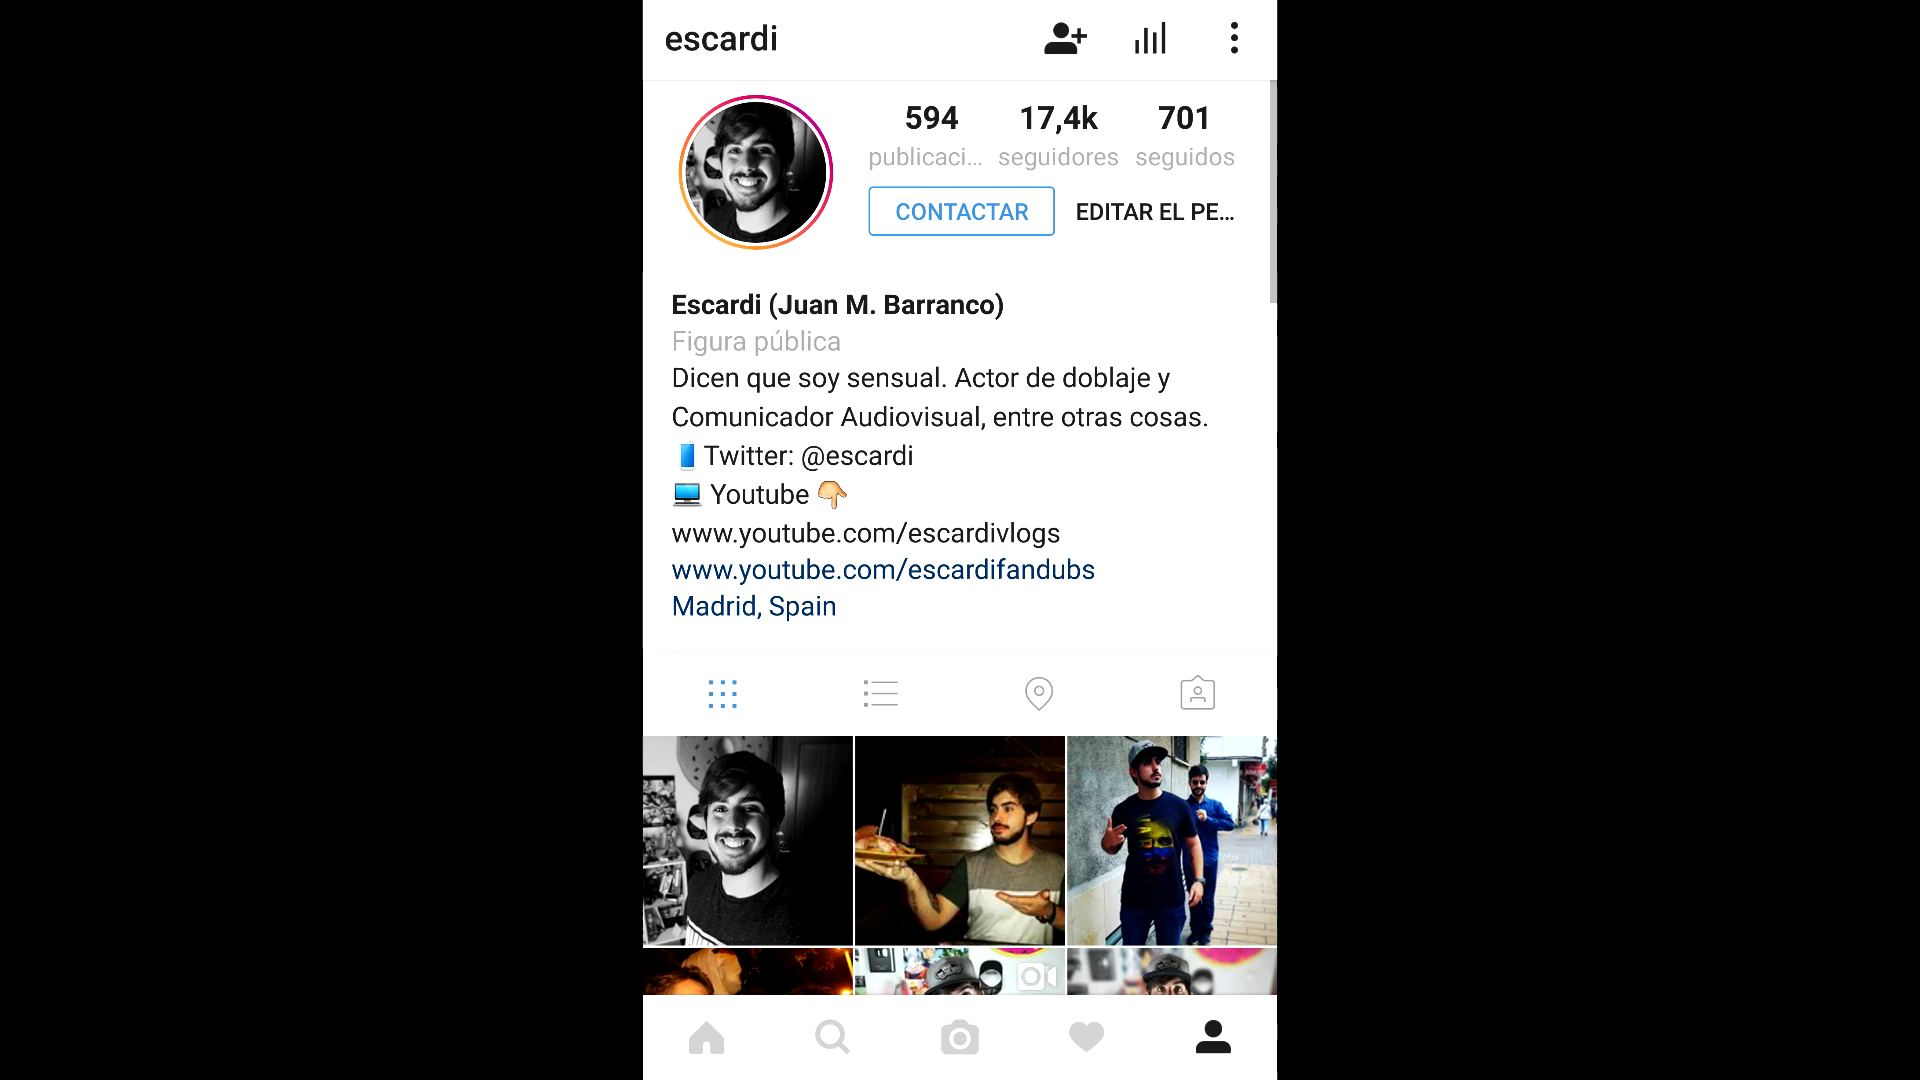 escardi
594 17,4k 701
publicaci... seguidores seguidos
CONTACTAR EDITAR EL PE...
Escardi (Juan M. Barranco)
Figura pública
Dicen que soy sensual. Actor de doblaje y
Comunicador Audiovisual, entre otras cosas.
Twitter: @escardi
Youtube
www.youtube.com/escardivlogs
www.youtube.com/escardifandubs
Madrid, Spain